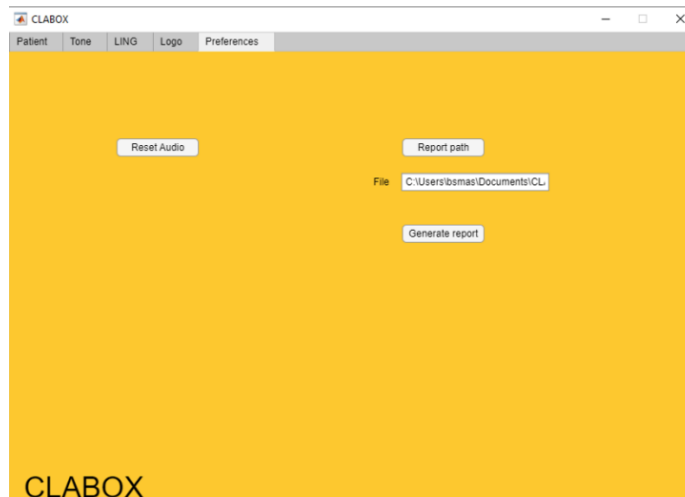 CLABOX
Patient Tone LING Logo Preferences
Reset Audio
Report path
File C:\Users\bsmas\Documents\CL
Generate report
CLABOX